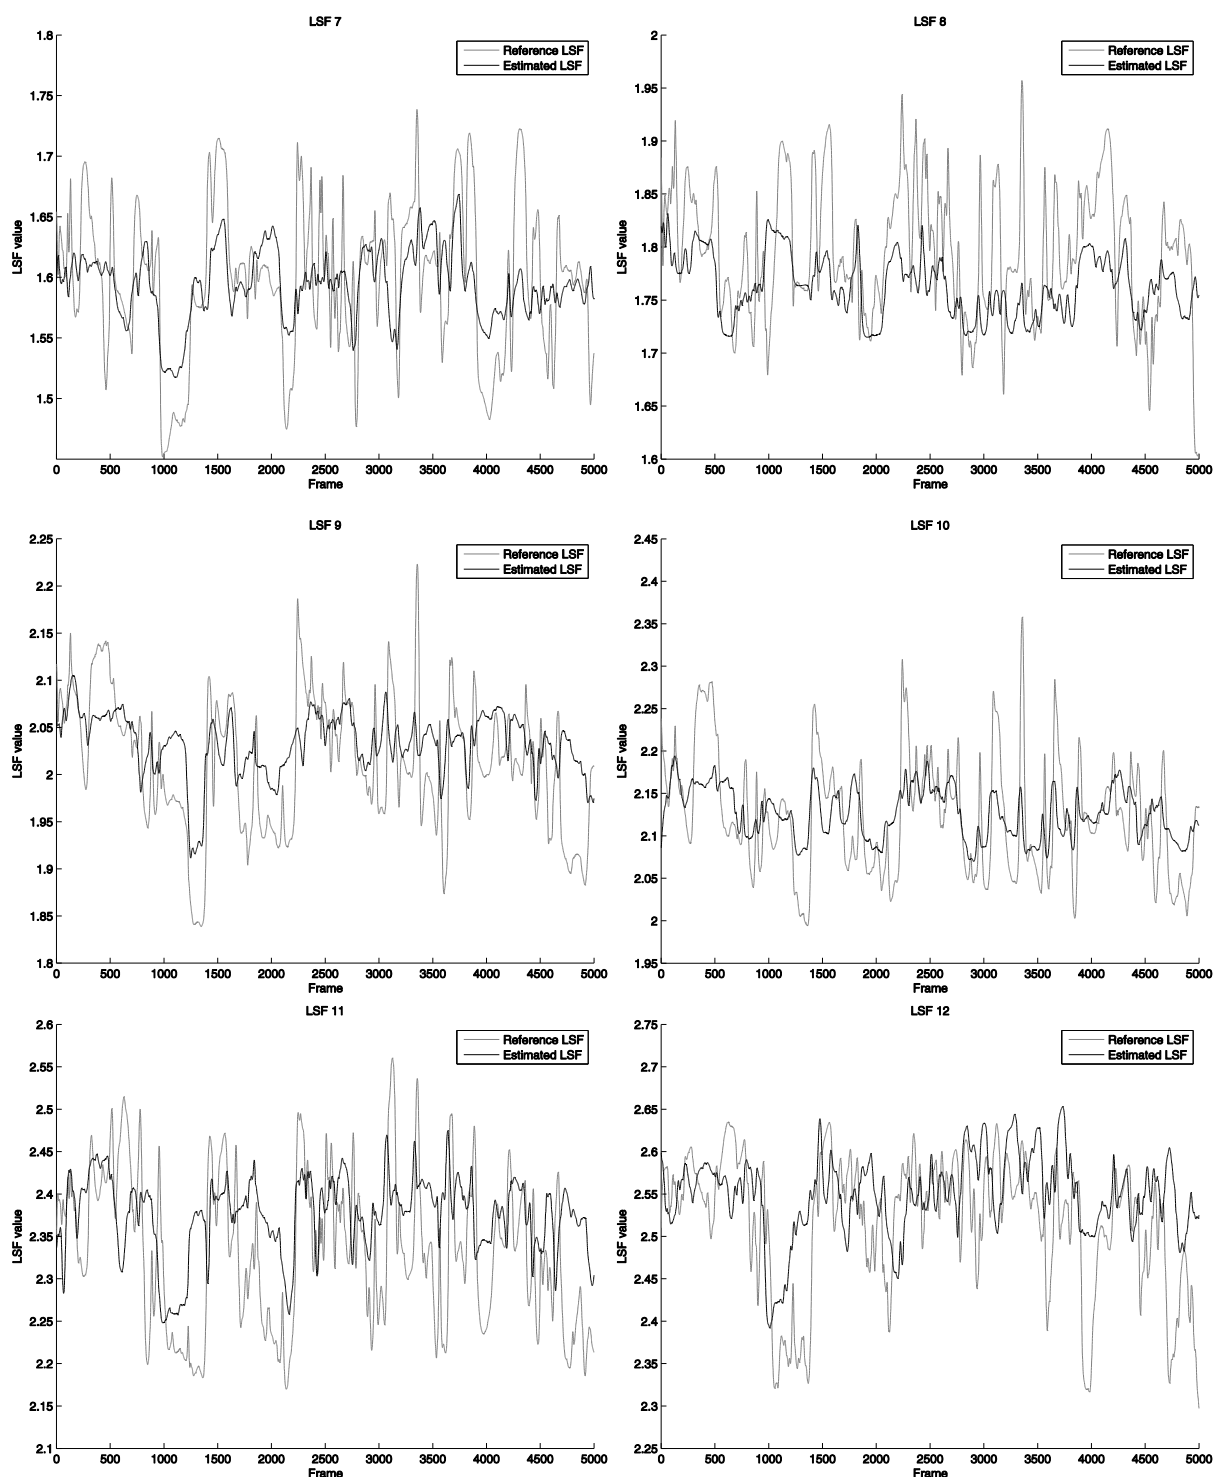 LSF 7
1.8
Reference LSF
Estimated LSF
1.75
1.7
1.65
1.6
1.55
1.5
LSF value
0 500 1000 1500 2000 2500 3000 3500 4000 4500 5000
Frame
LSF 8
2
Reference LSF
Estimated LSF
1.95
1.9
1.85
1.8
1.75
1.7
1.65
1.6
LSF value
0 500 1000 1500 2000 2500 3000 3500 4000 4500 5000
Frame
LSF 9
2.25
Reference LSF
Estimated LSF
2.2
2.15
2.1
2.05
2
1.95
1.9
1.85
1.8
LSF value
0 500 1000 1500 2000 2500 3000 3500 4000 4500 5000
Frame
LSF 10
2.45
Reference LSF
Estimated LSF
2.4
2.35
2.3
2.25
2.2
2.15
2.1
2.05
2
1.95
LSF value
0 500 1000 1500 2000 2500 3000 3500 4000 4500 5000
Frame
LSF 11
2.6
Reference LSF
Estimated LSF
2.55
2.5
2.45
2.4
2.35
2.3
2.25
2.2
2.15
2.1
LSF value
0 500 1000 1500 2000 2500 3000 3500 4000 4500 5000
Frame
LSF 12
2.75
Reference LSF
Estimated LSF
2.7
2.65
2.6
2.55
2.5
2.45
2.4
2.35
2.3
2.25
LSF value
0 500 1000 1500 2000 2500 3000 3500 4000 4500 5000
Frame